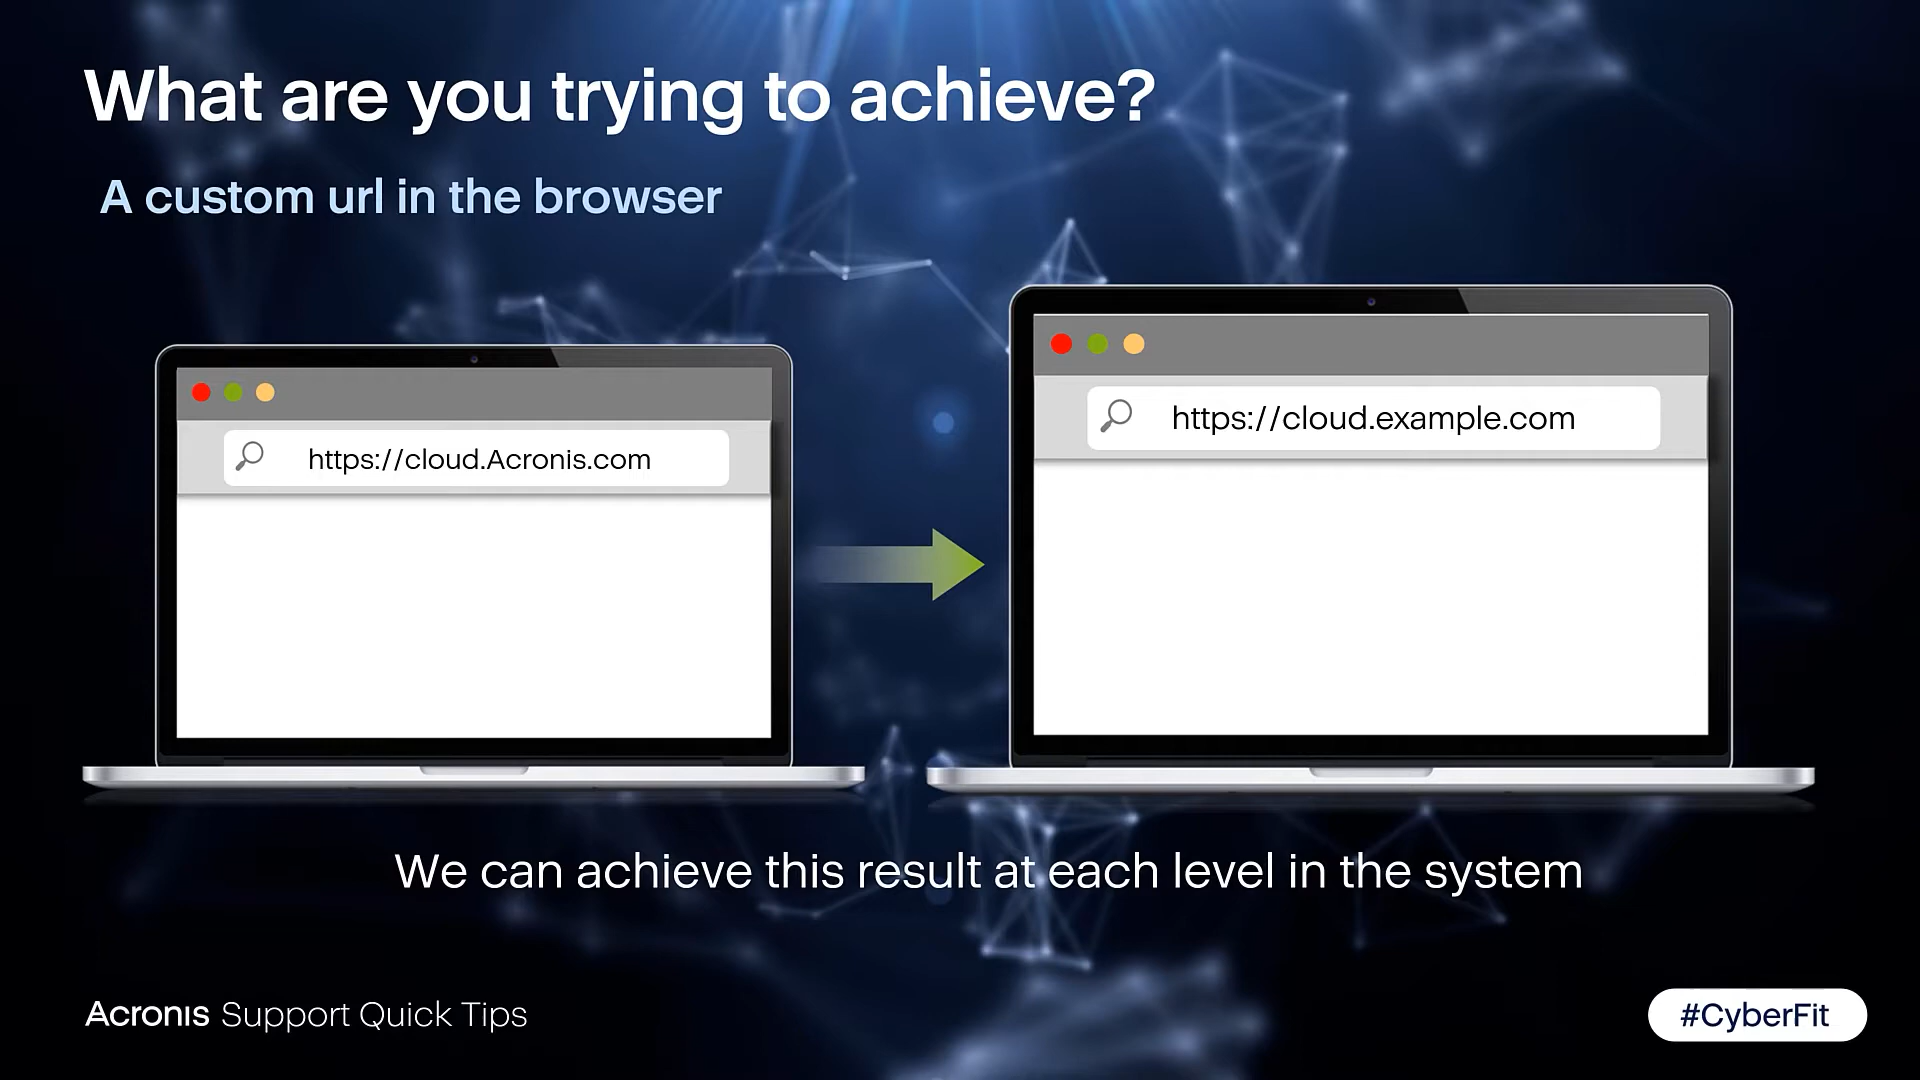 What are you trying to achieve?
A custom url in the browser
https://cloud.Acronis.com
https://cloud.example.com
We can achieve this result at each level in the system
Acronis Support Quick Tips
#CyberFit